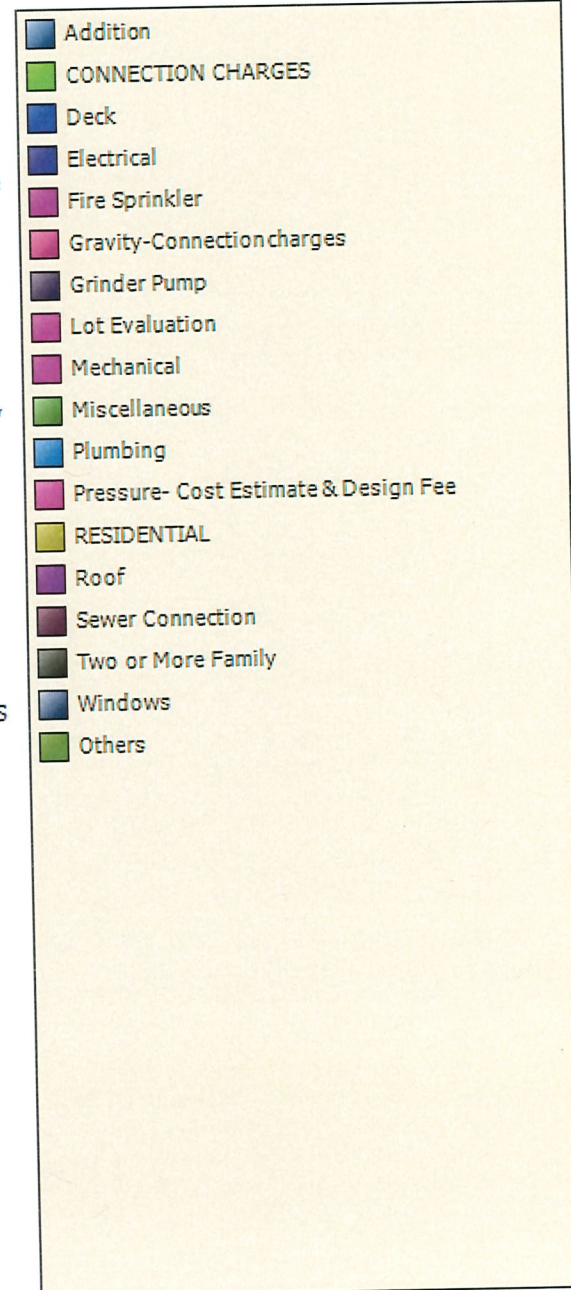 Addition
CONNECTION CHARGES
Deck
Electrical
Fire Sprinkler
Gravity-Connectioncharges
Grinder Pump
Lot Evaluation
Mechanical
Miscellaneous
Plumbing
Pressure- Cost Estimate & Design Fee
RESIDENTIAL
Roof
Sewer Connection
Two or More Family
Windows
Others